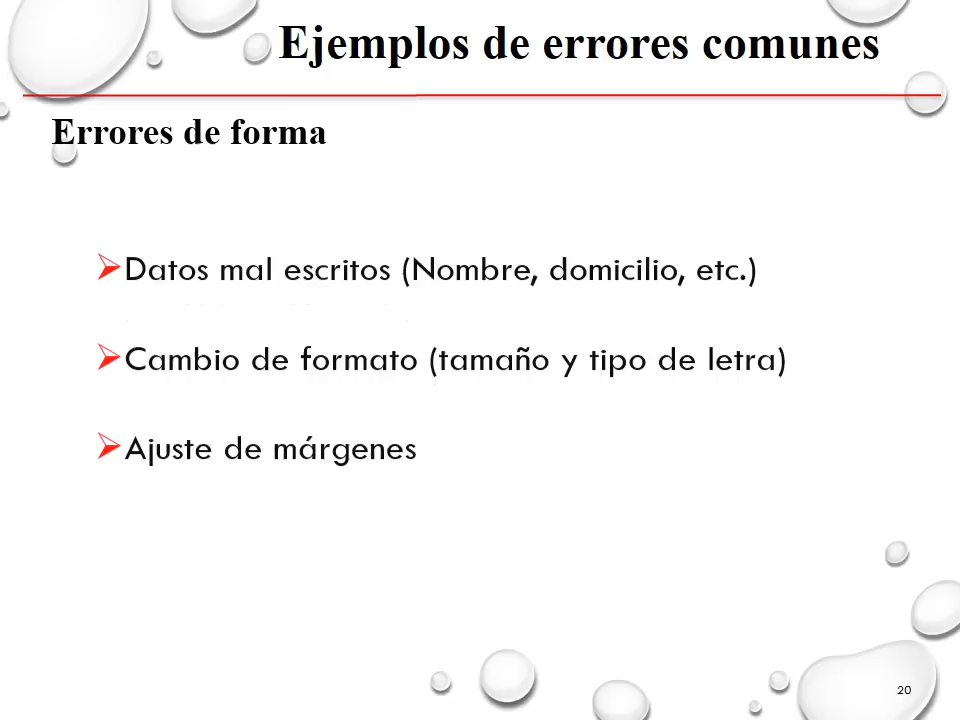 Ejemplos de errores comunes
Errores de forma
➢Datos mal escritos (Nombre, domicilio, etc.)
➢Cambio de formato (tamaño y tipo de letra)
➢Ajuste de márgenes
20